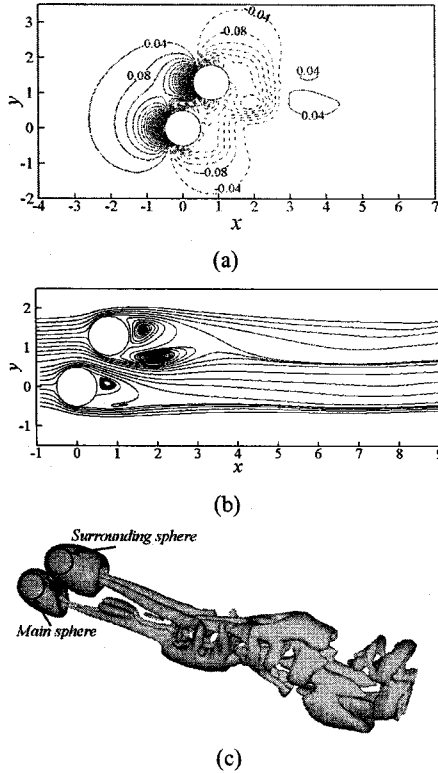 3
2
1
0
-1
-2
y
-0.04
0.04
-0.08
0.08
0.04
0.04
-0.08
-0.04
-4 -3 -2 -1 0 1 2 3 4 5 6 7
x
(a)
2
1
0
-1
y
-1 0 1 2 3 4 5 6 7 8 9
x
(b)
Surrounding sphere
Main sphere
(c)